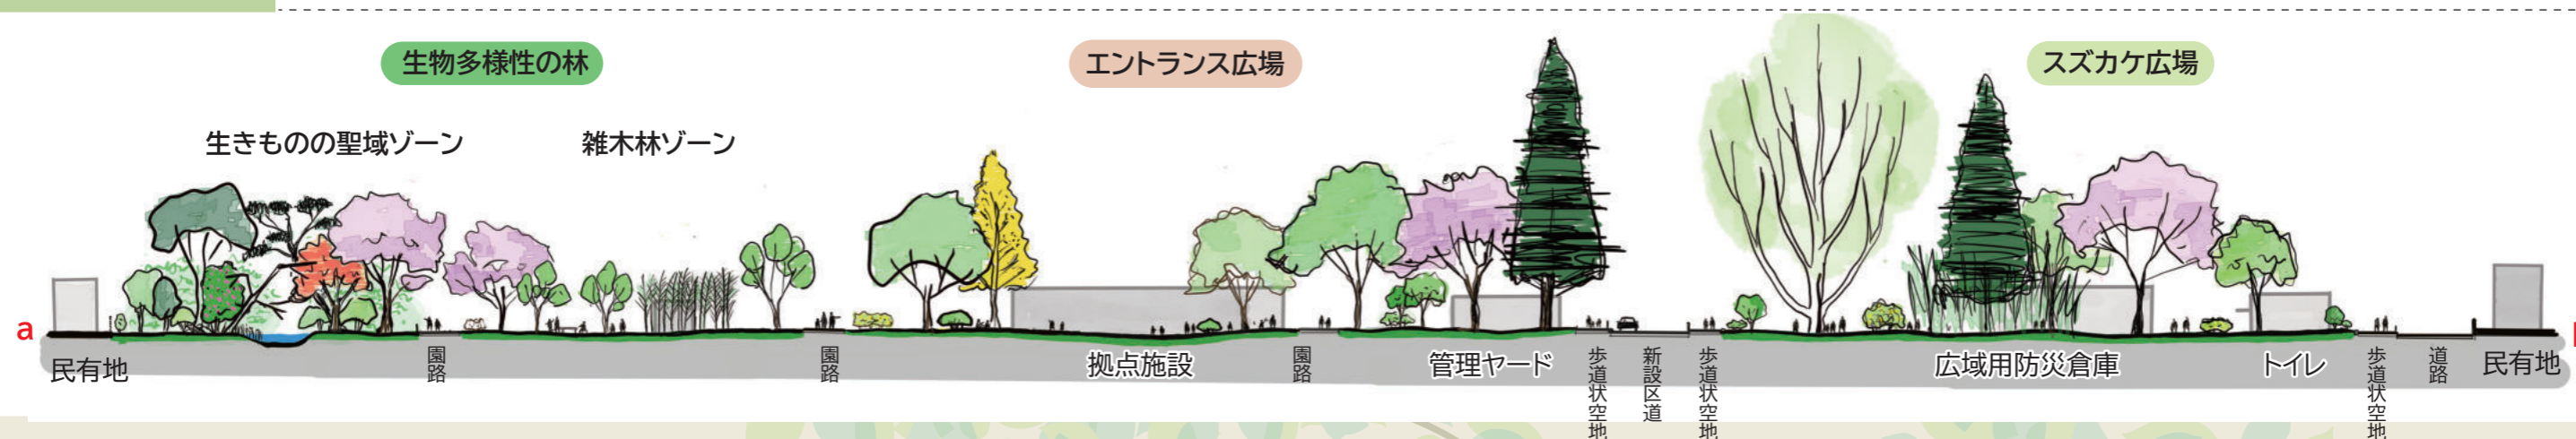 生物多様性の林
エントランス広場
スズカケ広場
生きものの聖域ゾーン
雑木林ゾーン
a
民有地
園路
園路
拠点施設
園路
管理ヤード
歩道状空地
新設区道
歩道状空地
広域用防災倉庫
トイレ
歩道状空地
道路
民有地